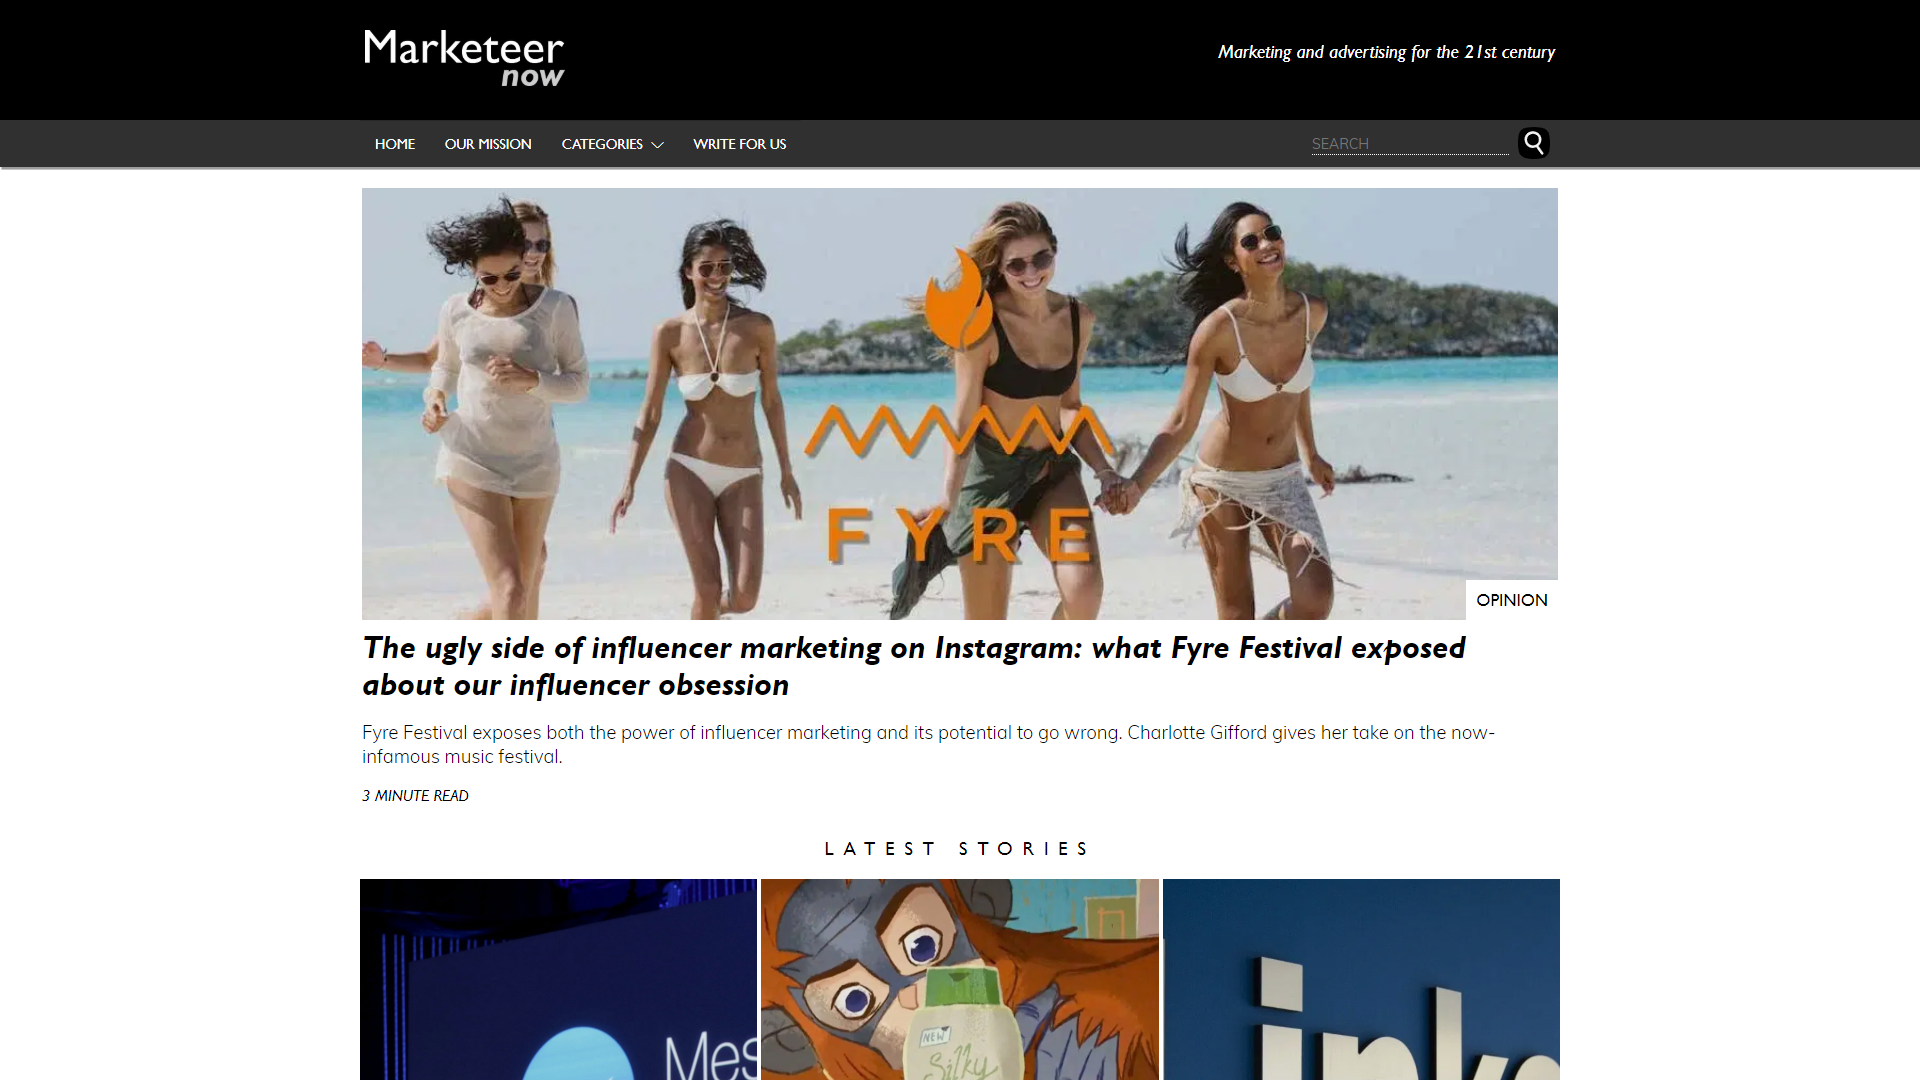 Marketeer
now
Marketing and advertising for the 21st century
HOME
OUR MISSION
CATEGORIES
WRITE FOR US
SEARCH
FYRE
OPINION
The ugly side of influencer marketing on Instagram: what Fyre Festival exposed
about our influencer obsession
Fyre Festival exposes both the power of influencer marketing and its potential to go wrong. Charlotte Gifford gives her take on the now-
infamous music festival.
3 MINUTE READ
LATEST STORIES
Mes
NEW
Silky